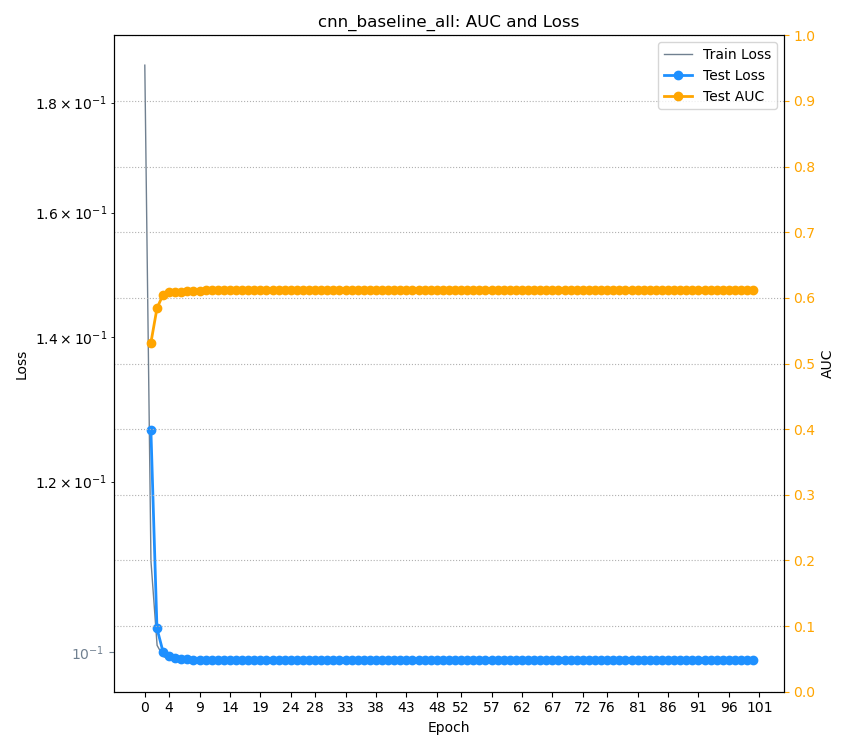 cnn_baseline_all: AUC and Loss
Train Loss
Test Loss
Test AUC
1.8 × 10⁻¹
1.6 × 10⁻¹
1.4 × 10⁻¹
1.2 × 10⁻¹
10⁻¹
Loss
1.0
0.9
0.8
0.7
0.6
0.5
0.4
0.3
0.2
0.1
0.0
AUC
0 4 9 14 19 24 28 33 38 43 48 52 57 62 67 72 76 81 86 91 96 101
Epoch